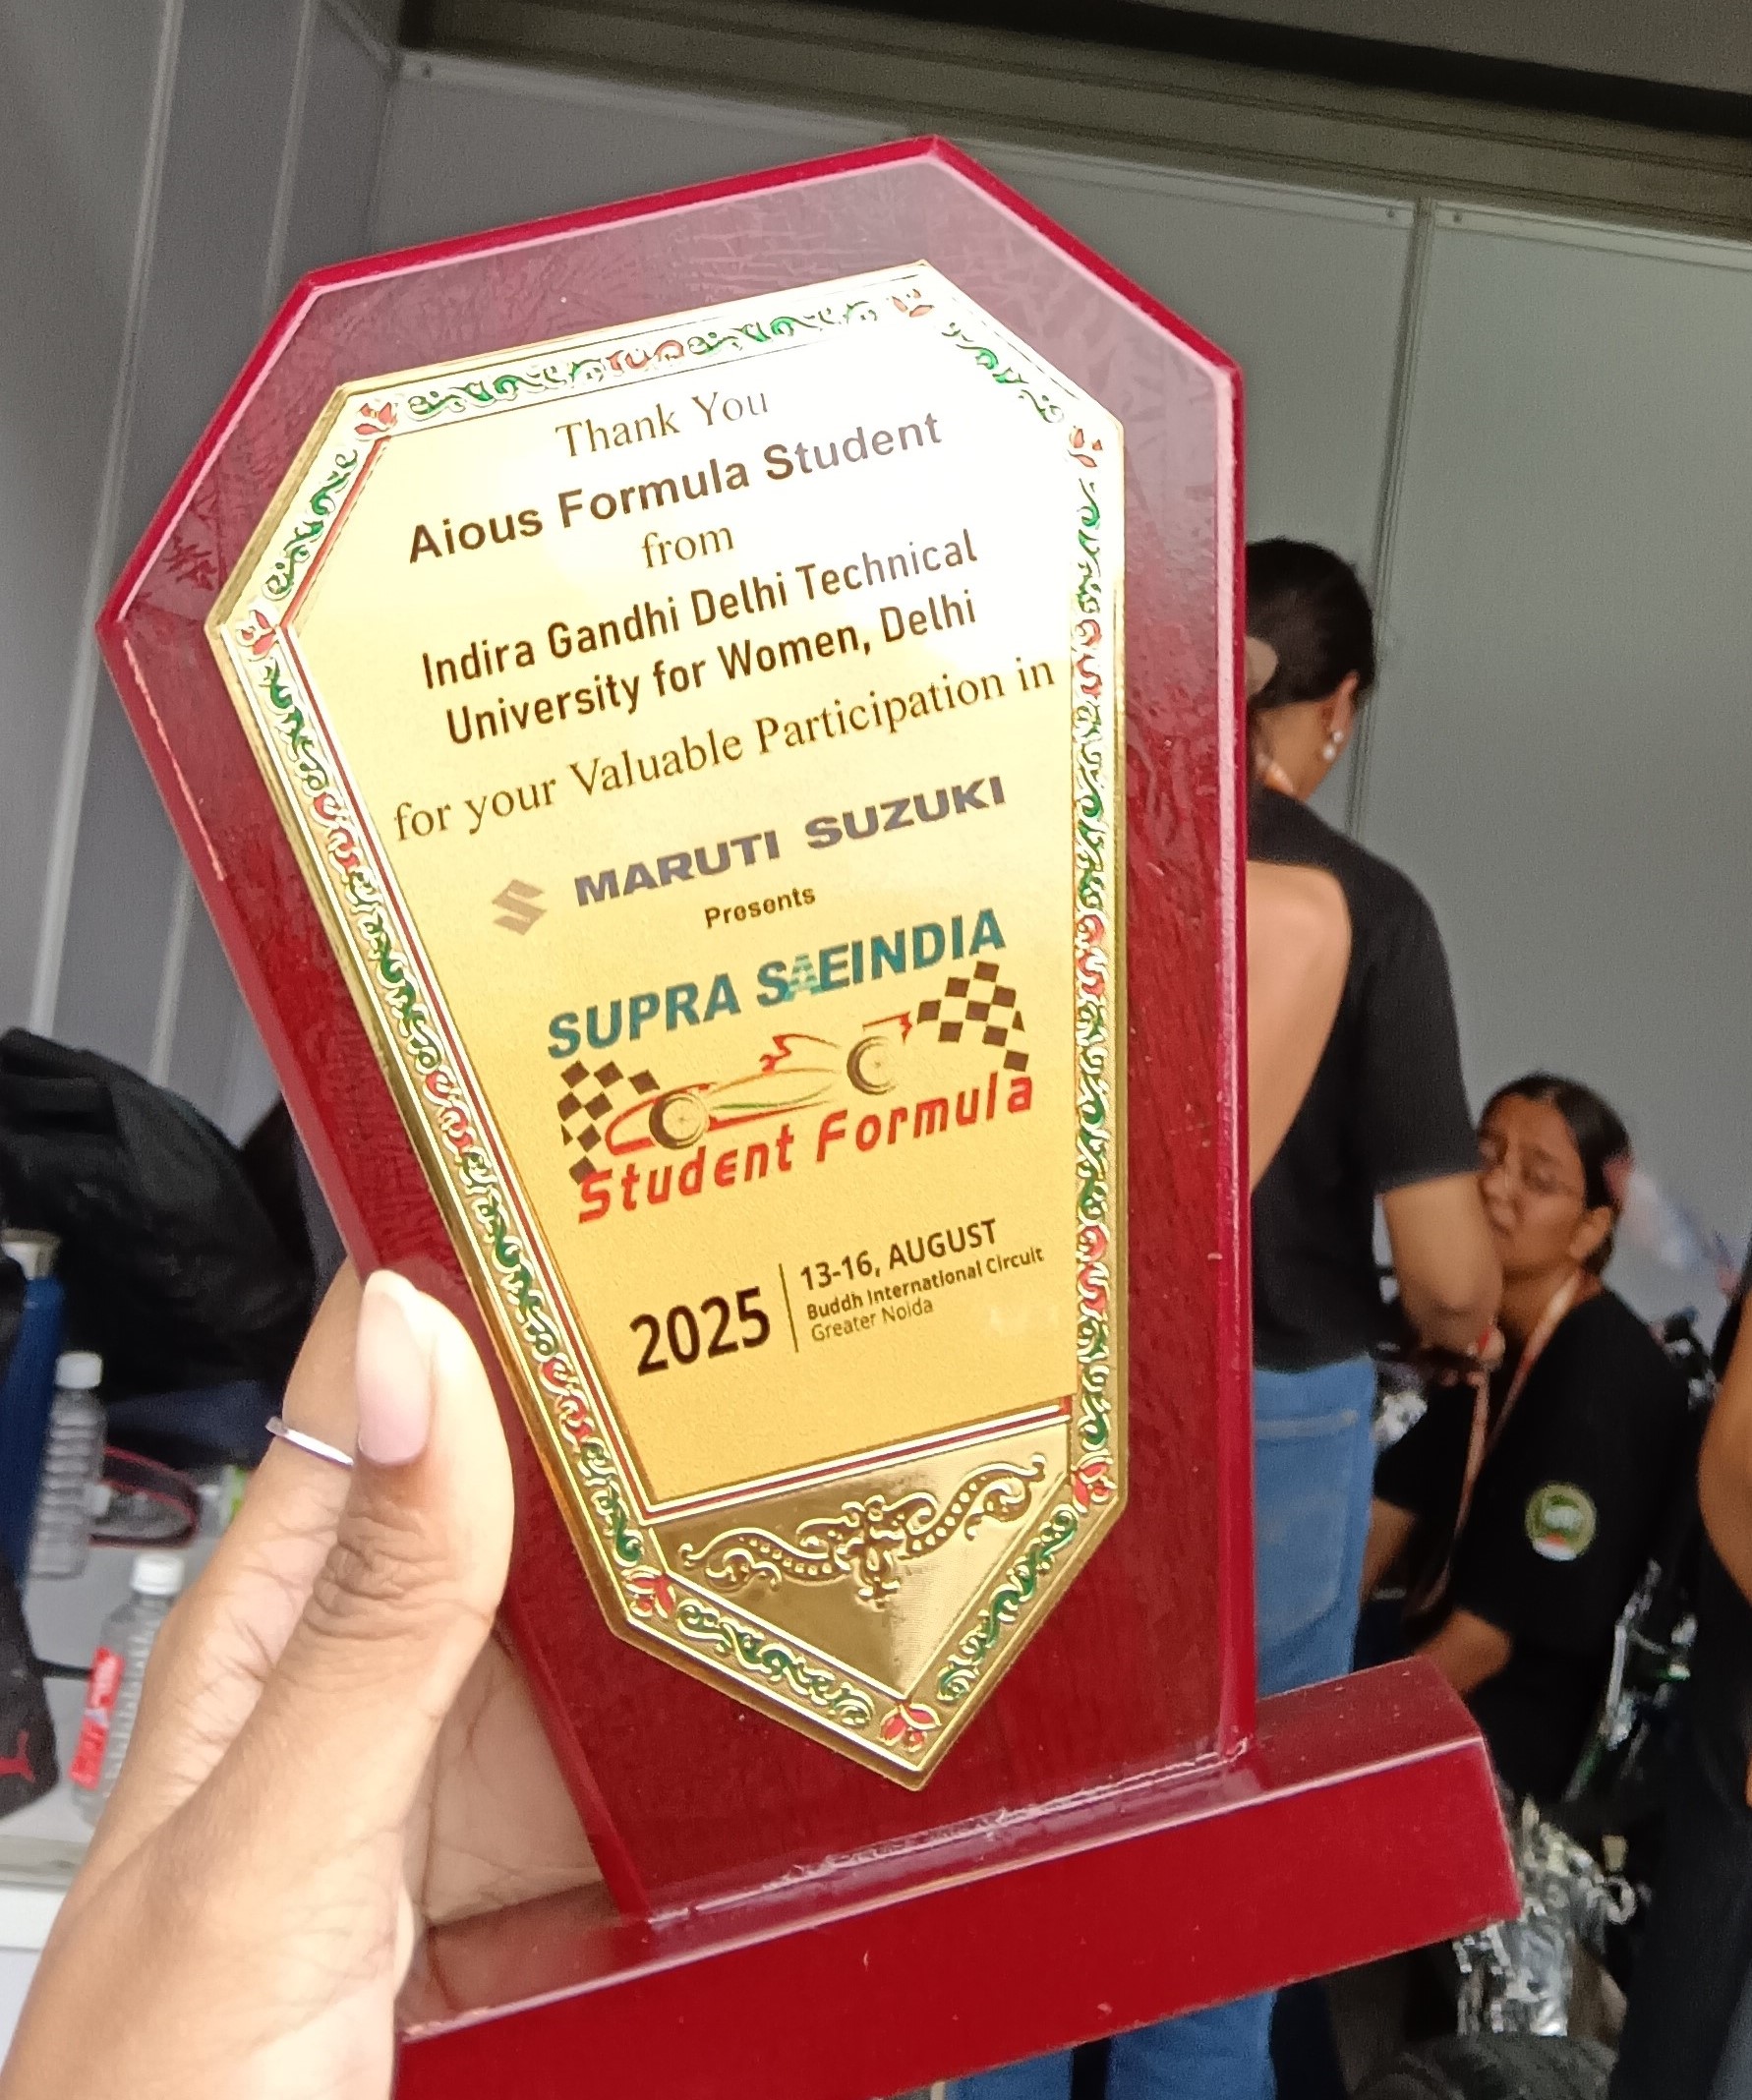 Thank You
Aious Formula Student
from
Indira Gandhi Delhi Technical
University for Women, Delhi
for your Valuable Participation in
MARUTI SUZUKI
Presents
SUPRA SAEINDIA
Student Formula
2025
13-16, AUGUST
Buddh International Circuit
Greater Noida